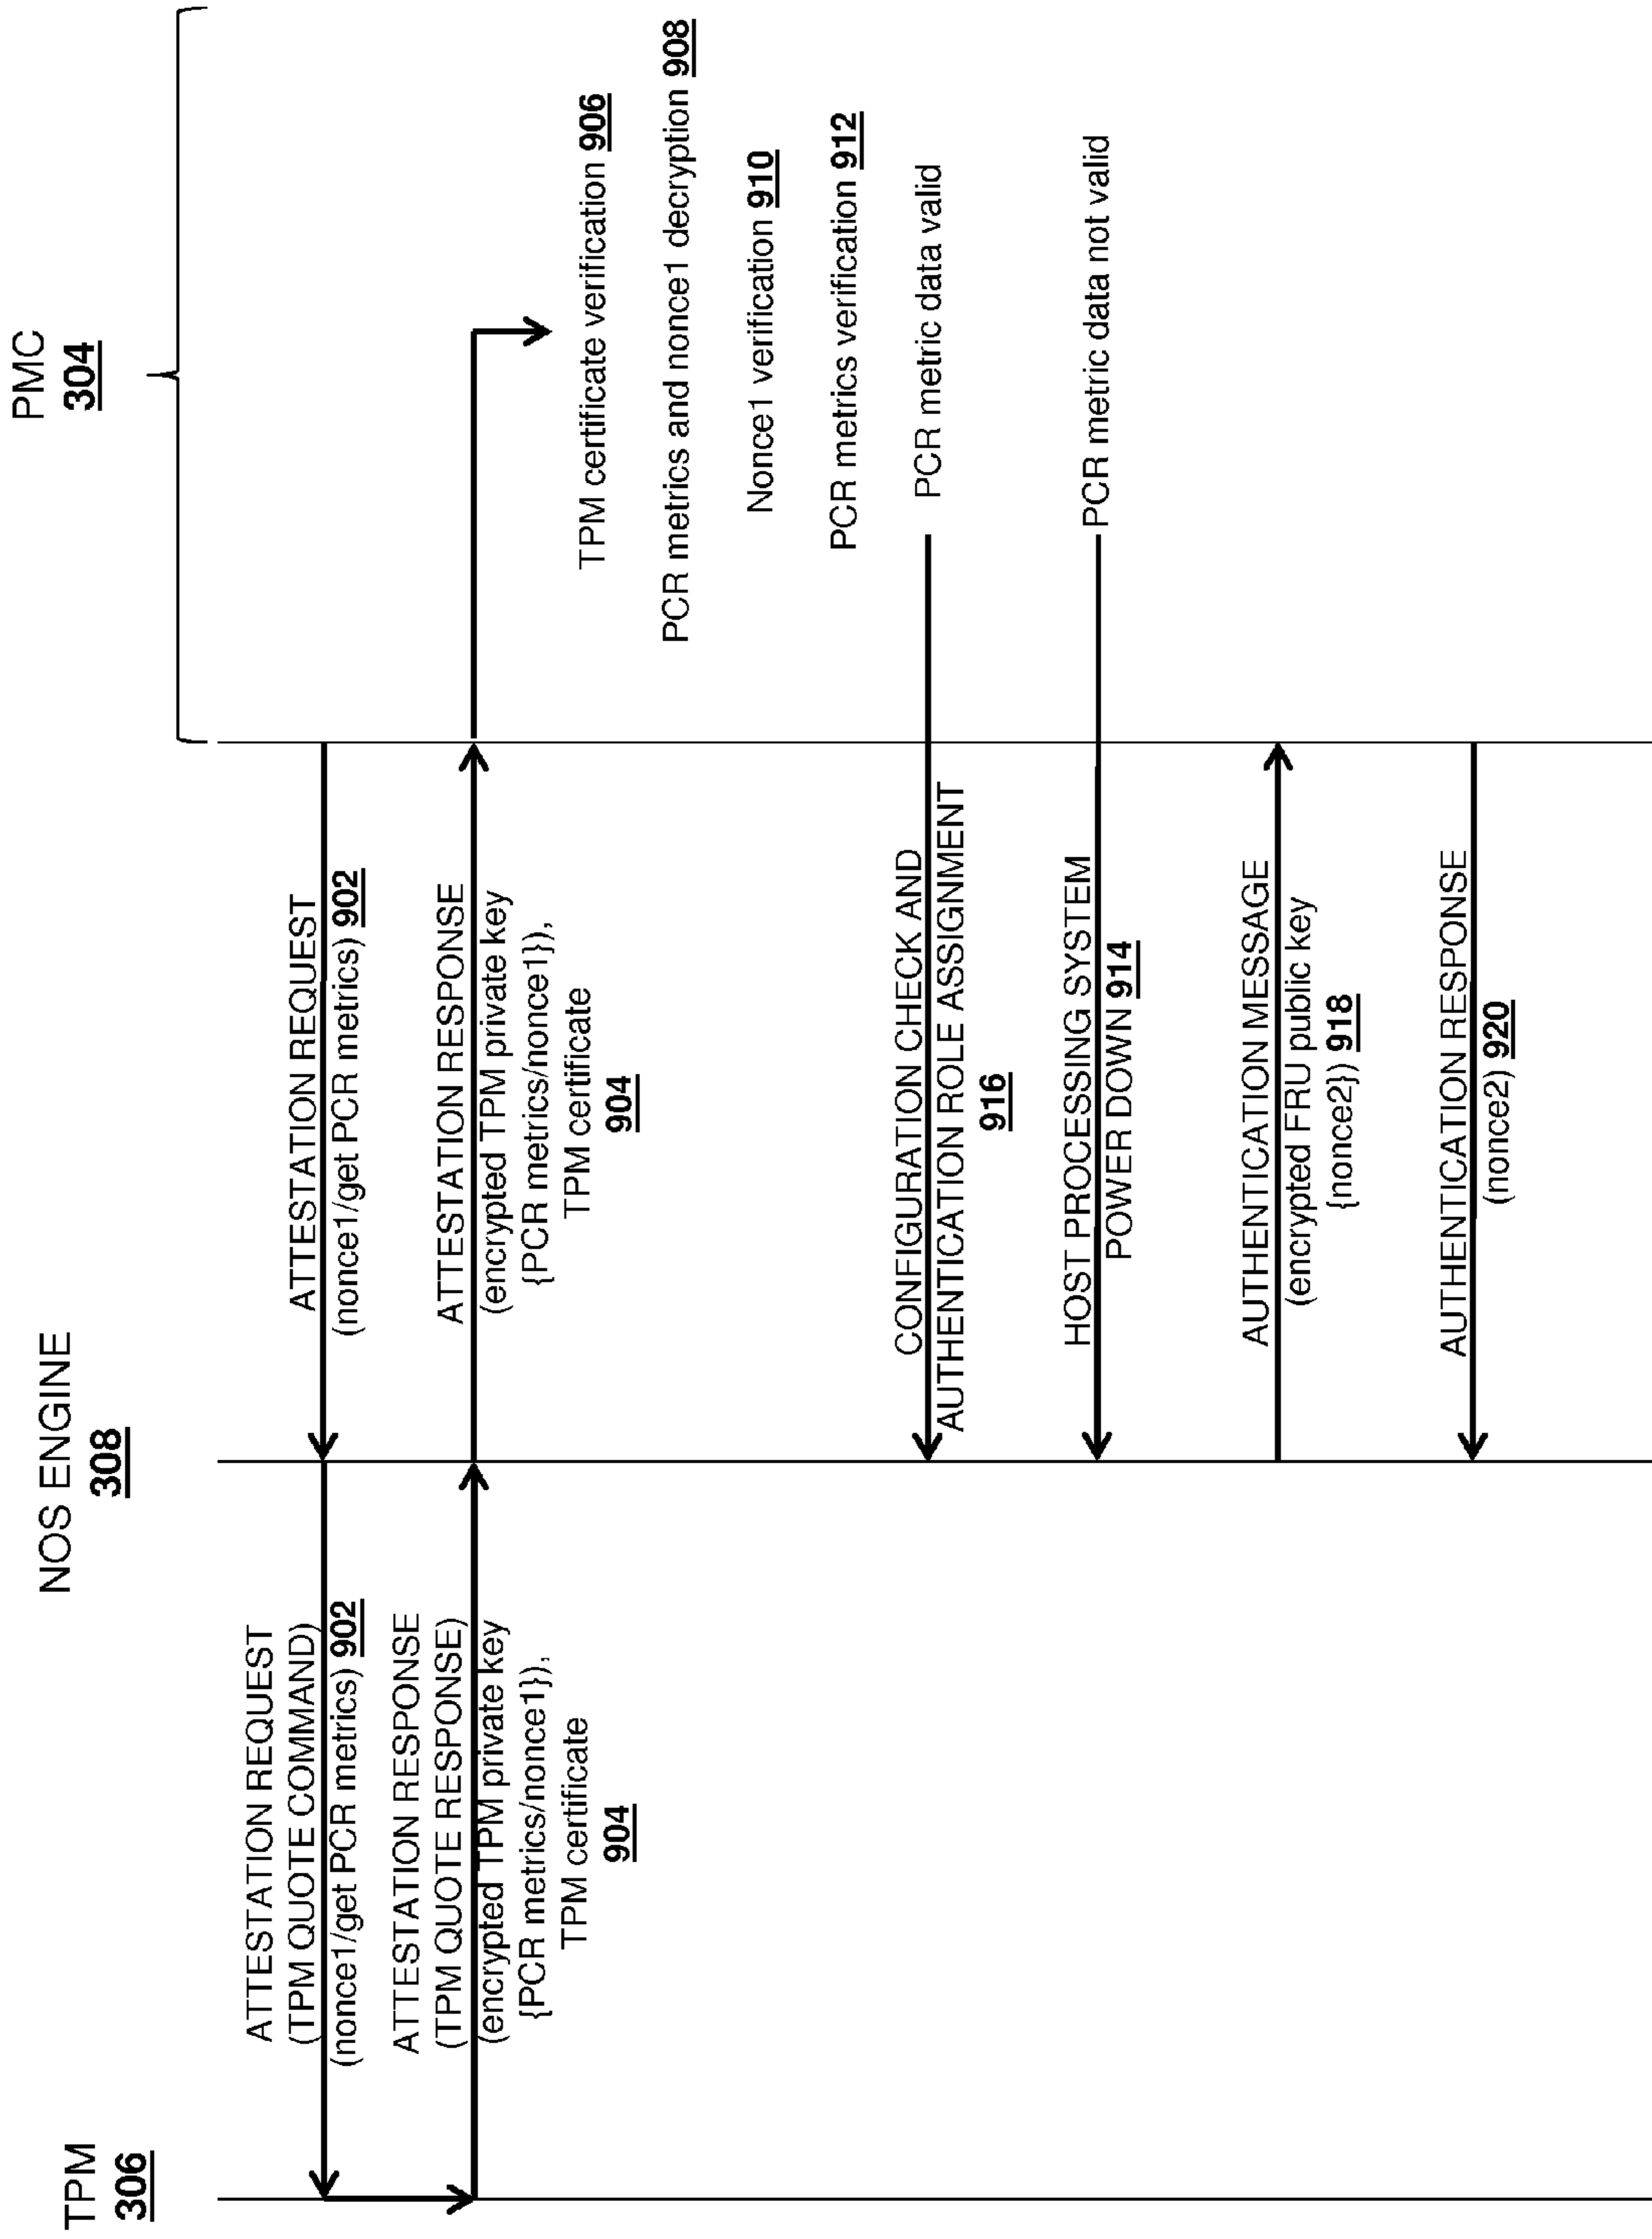 TPM
306
NOS ENGINE
308
PMC
304
ATTESTATION REQUEST
(TPM QUOTE COMMAND)
(nonce1/get PCR metrics) 902
ATTESTATION REQUEST
(nonce1/get PCR metrics) 902
ATTESTATION RESPONSE
(TPM QUOTE RESPONSE)
(encrypted TPM private key
{PCR metrics/nonce1}),
TPM certificate
904
ATTESTATION RESPONSE
(encrypted TPM private key
{PCR metrics/nonce1}),
TPM certificate
904
TPM certificate verification 906
PCR metrics and nonce1 decryption 908
Nonce1 verification 910
PCR metrics verification 912
PCR metric data valid
CONFIGURATION CHECK AND
AUTHENTICATION ROLE ASSIGNMENT
916
PCR metric data not valid
HOST PROCESSING SYSTEM
POWER DOWN 914
AUTHENTICATION MESSAGE
(encrypted FRU public key
{nonce2}) 918
AUTHENTICATION RESPONSE
(nonce2) 920